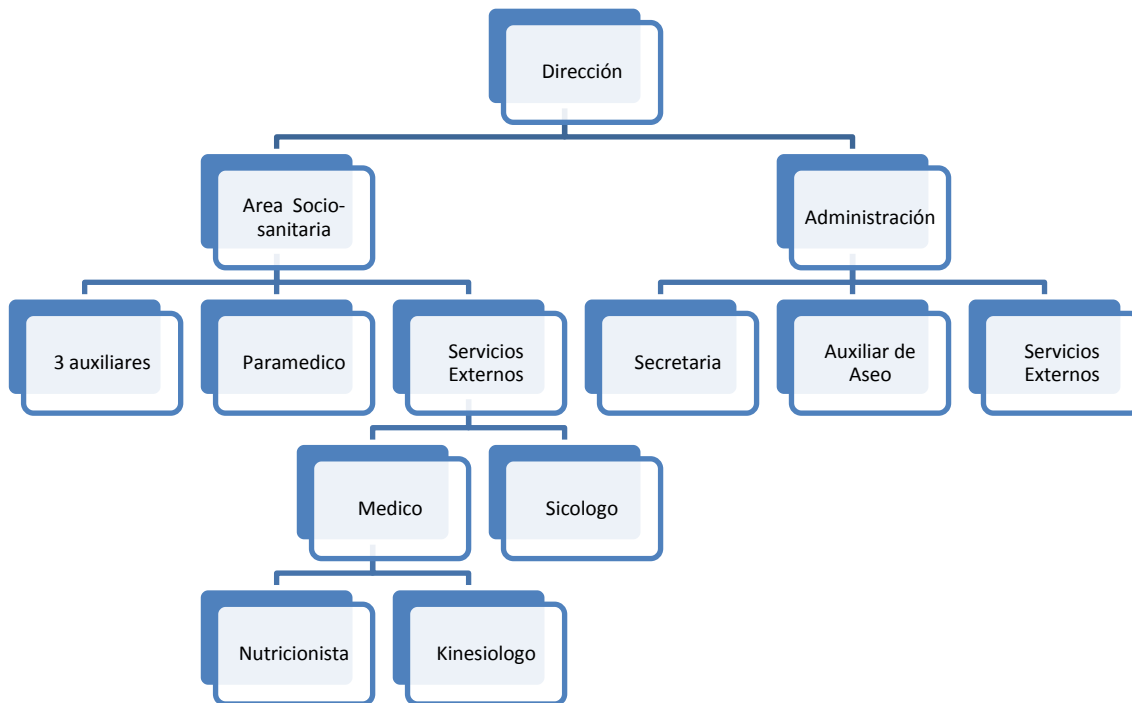 Dirección
Area Socio-
sanitaria
Administración
3 auxiliares
Paramedico
Servicios
Externos
Secretaria
Auxiliar de
Aseo
Servicios
Externos
Medico
Sicologo
Nutricionista
Kinesiologo